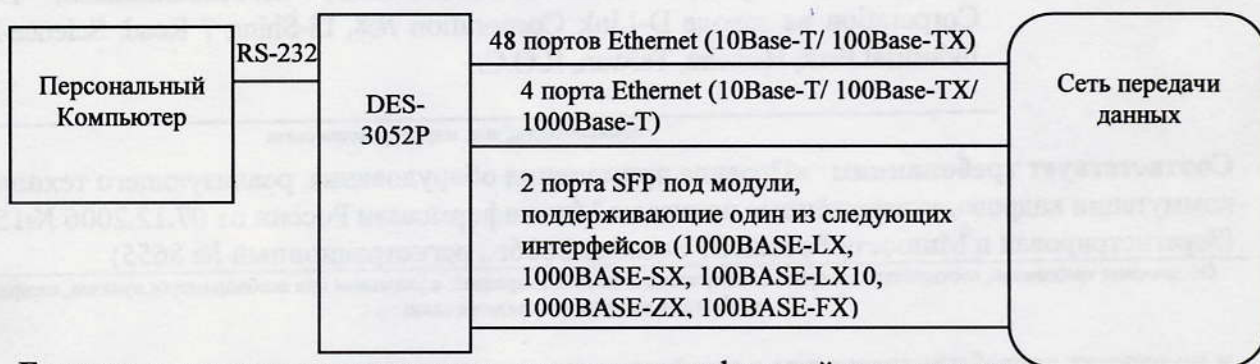 Персональный
Компьютер
RS-232
DES-
3052P
48 портов Ethernet (10Base-T/ 100Base-TX)
4 порта Ethernet (10Base-T/ 100Base-TX/
1000Base-T)
2 порта SFP под модули,
поддерживающие один из следующих
интерфейсов (1000BASE-LX,
1000BASE-SX, 100BASE-LX10,
1000BASE-ZX, 100BASE-FX)
Сеть передачи
данных